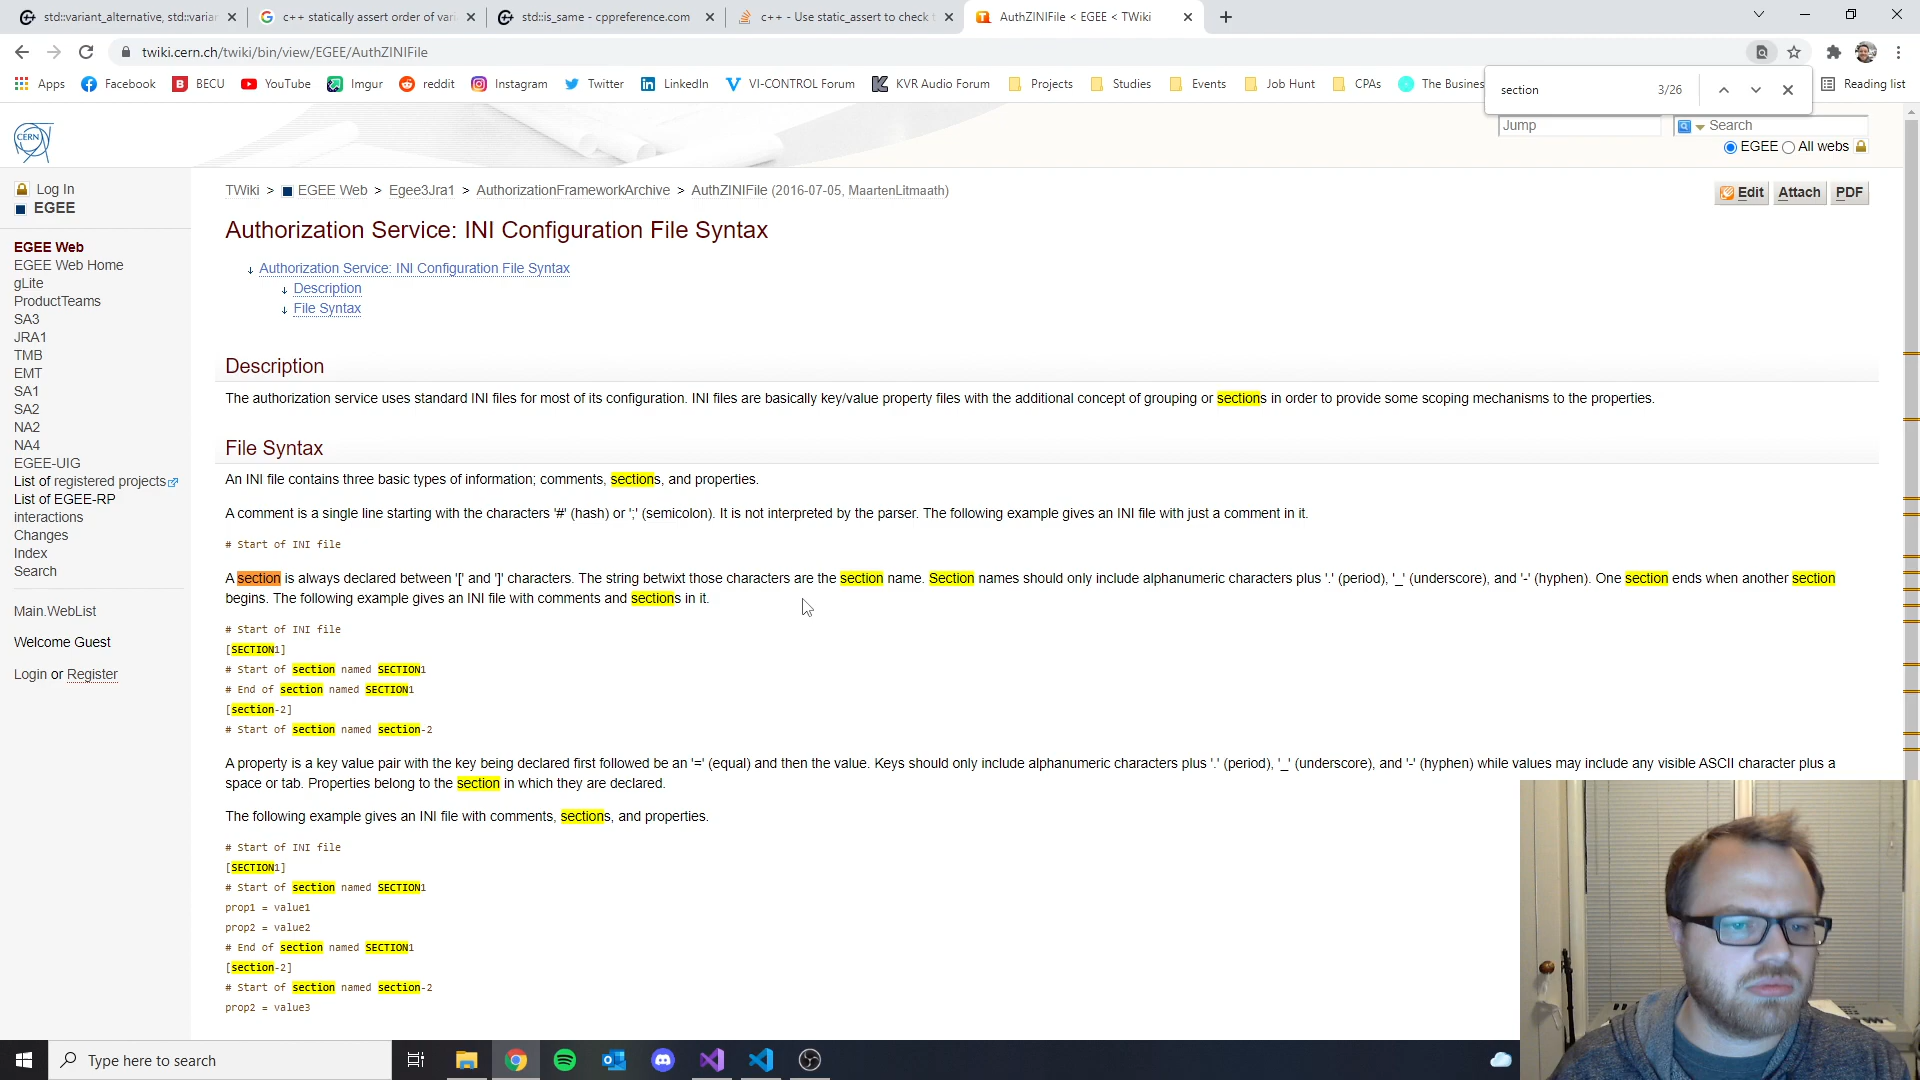 std::variant_alternative, std::varian
c++ statically assert order of vari
std::is_same - cppreference.com
c++ - Use static_assert to check t
AuthZINIFile < EGEE < TWiki
twiki.cern.ch/twiki/bin/view/EGEE/AuthZINIFile
Apps
Facebook
BECU
YouTube
Imgur
reddit
Instagram
Twitter
LinkedIn
VI-CONTROL Forum
KVR Audio Forum
Projects
Studies
Events
Job Hunt
CPAs
The Busines
Reading list
section
3/26
CERN
Jump
Search
EGEE
All webs
Log In
EGEE
EGEE Web
EGEE Web Home
gLite
ProductTeams
SA3
JRA1
TMB
EMT
SA1
SA2
NA2
NA4
EGEE-UIG
List of registered projects
List of EGEE-RP
interactions
Changes
Index
Search
Main.WebList
Welcome Guest
Login or Register
TWiki > EGEE Web > Egee3Jra1 > AuthorizationFrameworkArchive > AuthZINIFile (2016-07-05, MaartenLitmaath)
Edit
Attach
PDF
Authorization Service: INI Configuration File Syntax
↓ Authorization Service: INI Configuration File Syntax
↓ Description
↓ File Syntax
Description
The authorization service uses standard INI files for most of its configuration. INI files are basically key/value property files with the additional concept of grouping or sections in order to provide some scoping mechanisms to the properties.
File Syntax
An INI file contains three basic types of information; comments, sections, and properties.
A comment is a single line starting with the characters '#' (hash) or ';' (semicolon). It is not interpreted by the parser. The following example gives an INI file with just a comment in it.
# Start of INI file
A section is always declared between '[' and ']' characters. The string betwixt those characters are the section name. Section names should only include alphanumeric characters plus '.' (period), '_' (underscore), and '-' (hyphen). One section ends when another section
begins. The following example gives an INI file with comments and sections in it.
# Start of INI file
[SECTION1]
# Start of section named SECTION1
# End of section named SECTION1
[section-2]
# Start of section named section-2
A property is a key value pair with the key being declared first followed be an '=' (equal) and then the value. Keys should only include alphanumeric characters plus '.' (period), '_' (underscore), and '-' (hyphen) while values may include any visible ASCII character plus a
space or tab. Properties belong to the section in which they are declared.
The following example gives an INI file with comments, sections, and properties.
# Start of INI file
[SECTION1]
# Start of section named SECTION1
prop1 = value1
prop2 = value2
# End of section named SECTION1
[section-2]
# Start of section named section-2
prop2 = value3
Type here to search